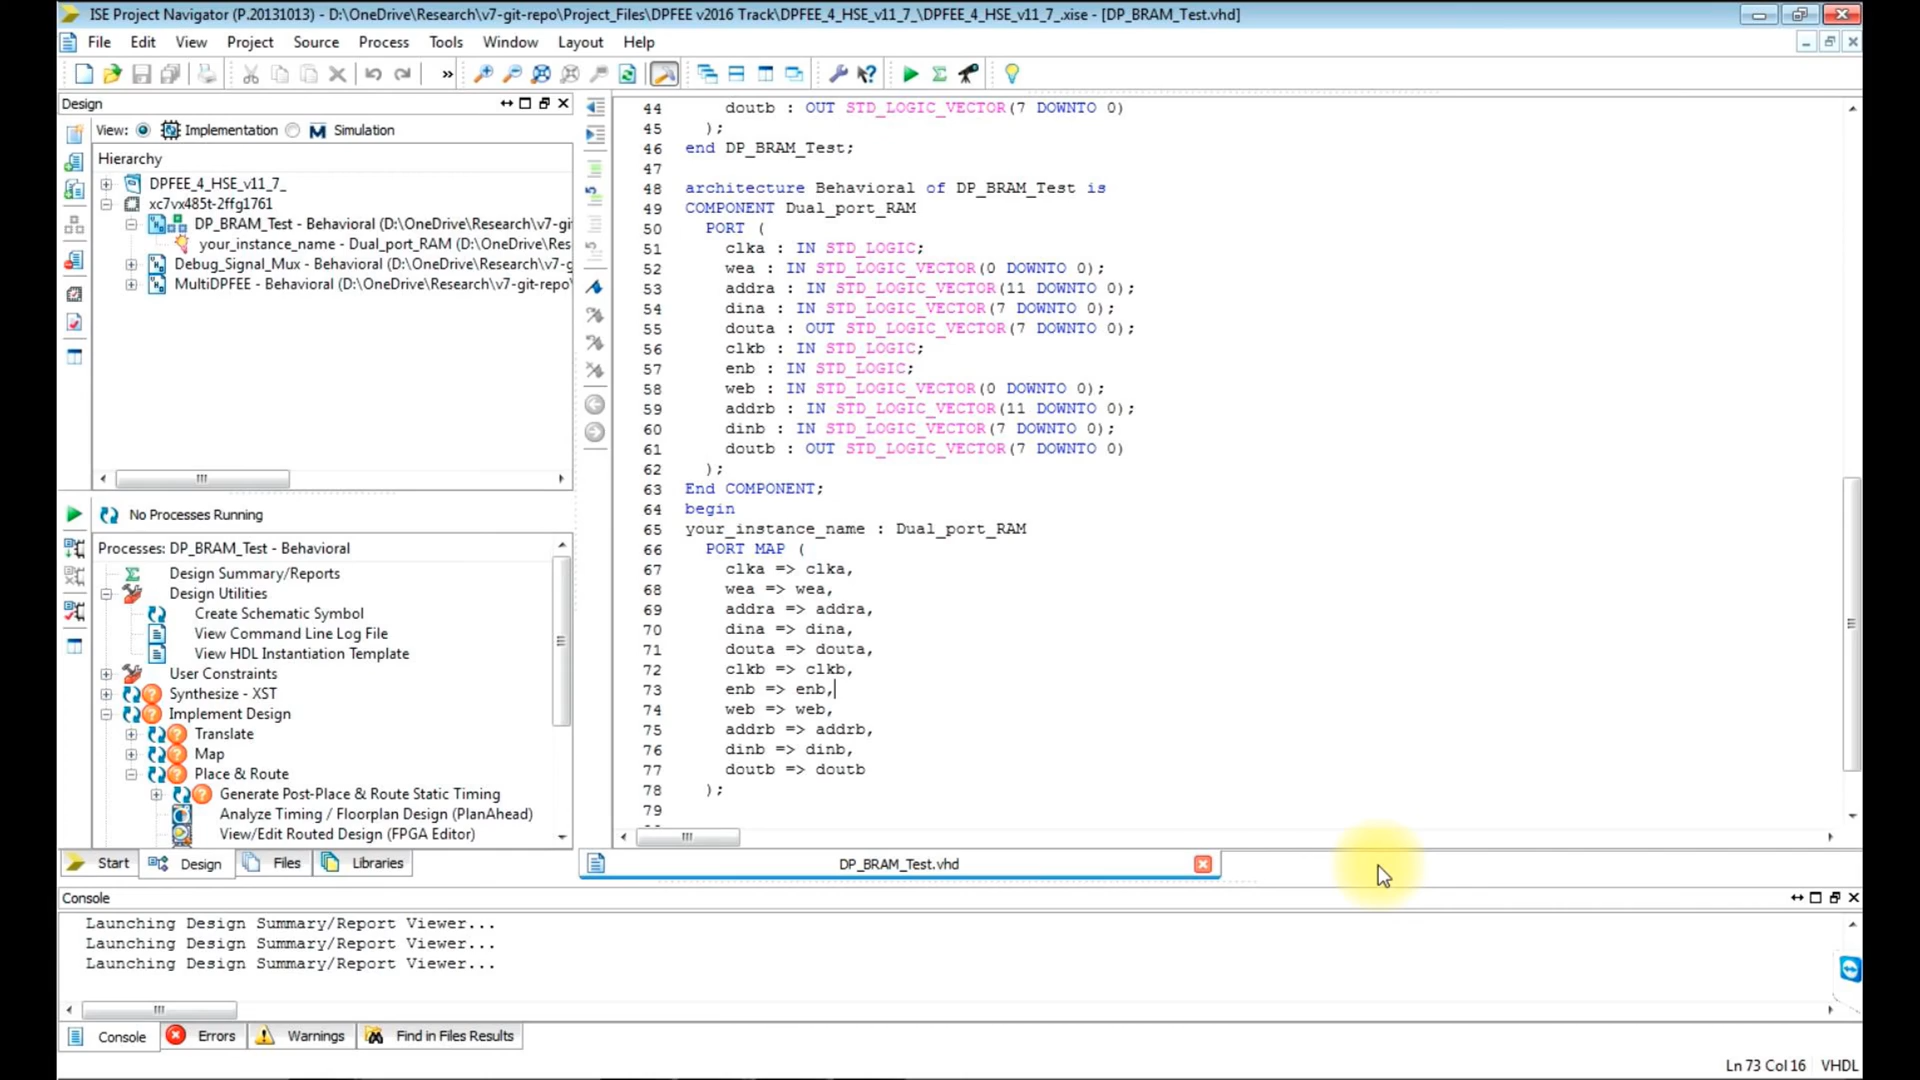 ISE Project Navigator (P.20131013) - D:\OneDrive\Research\v7-git-repo\Project_Files\DPFEE v2016 Track\DPFEE_4_HSE_v11_7_\DPFEE_4_HSE_v11_7_.xise - [DP_BRAM_Test.vhd]
File Edit View Project Source Process Tools Window Layout Help
»
Design
View: Implementation Simulation
Hierarchy
DPFEE_4_HSE_v11_7_
xc7vx485t-2ffg1761
DP_BRAM_Test - Behavioral (D:\OneDrive\Research\v7-gi
your_instance_name - Dual_port_RAM (D:\OneDrive\Res
Debug_Signal_Mux - Behavioral (D:\OneDrive\Research\v7-g
MultiDPFEE - Behavioral (D:\OneDrive\Research\v7-git-repo\
No Processes Running
Processes: DP_BRAM_Test - Behavioral
Design Summary/Reports
Design Utilities
Create Schematic Symbol
View Command Line Log File
View HDL Instantiation Template
User Constraints
Synthesize - XST
Implement Design
Translate
Map
Place & Route
Generate Post-Place & Route Static Timing
Analyze Timing / Floorplan Design (PlanAhead)
View/Edit Routed Design (FPGA Editor)
Start Design Files Libraries
44 doutb : OUT STD_LOGIC_VECTOR(7 DOWNTO 0)
45 );
46 end DP_BRAM_Test;
47
48 architecture Behavioral of DP_BRAM_Test is
49 COMPONENT Dual_port_RAM
50 PORT (
51 clka : IN STD_LOGIC;
52 wea : IN STD_LOGIC_VECTOR(0 DOWNTO 0);
53 addra : IN STD_LOGIC_VECTOR(11 DOWNTO 0);
54 dina : IN STD_LOGIC_VECTOR(7 DOWNTO 0);
55 douta : OUT STD_LOGIC_VECTOR(7 DOWNTO 0);
56 clkb : IN STD_LOGIC;
57 enb : IN STD_LOGIC;
58 web : IN STD_LOGIC_VECTOR(0 DOWNTO 0);
59 addrb : IN STD_LOGIC_VECTOR(11 DOWNTO 0);
60 dinb : IN STD_LOGIC_VECTOR(7 DOWNTO 0);
61 doutb : OUT STD_LOGIC_VECTOR(7 DOWNTO 0)
62 );
63 End COMPONENT;
64 begin
65 your_instance_name : Dual_port_RAM
66 PORT MAP (
67 clka => clka,
68 wea => wea,
69 addra => addra,
70 dina => dina,
71 douta => douta,
72 clkb => clkb,
73 enb => enb,
74 web => web,
75 addrb => addrb,
76 dinb => dinb,
77 doutb => doutb
78 );
79
DP_BRAM_Test.vhd
Console
Launching Design Summary/Report Viewer...
Launching Design Summary/Report Viewer...
Launching Design Summary/Report Viewer...
Console Errors Warnings Find in Files Results
Ln 73 Col 16 VHDL